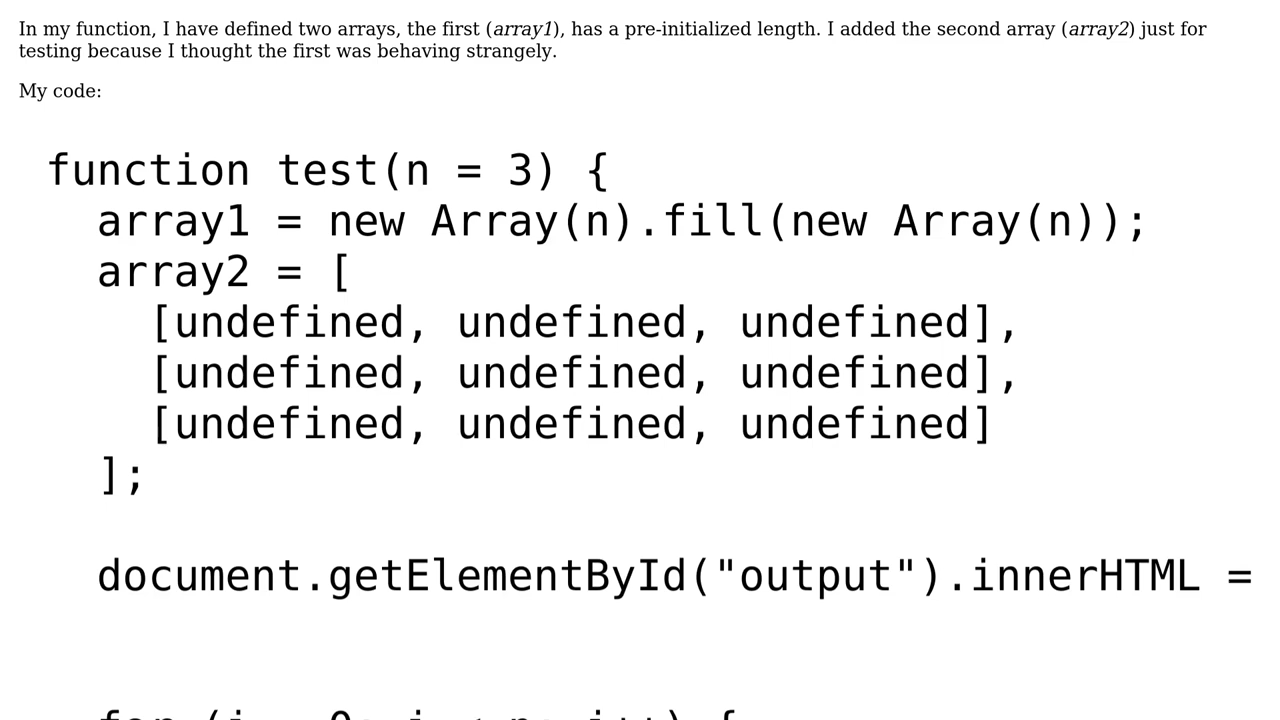 In my function, I have defined two arrays, the first (array1), has a pre-initialized length. I added the second array (array2) just for
testing because I thought the first was behaving strangely.
My code:
function test(n = 3) {
  array1 = new Array(n).fill(new Array(n));
  array2 = [
    [undefined, undefined, undefined],
    [undefined, undefined, undefined],
    [undefined, undefined, undefined]
  ];
  document.getElementById("output").innerHTML =
  for (i = 0; i < n; i++) {